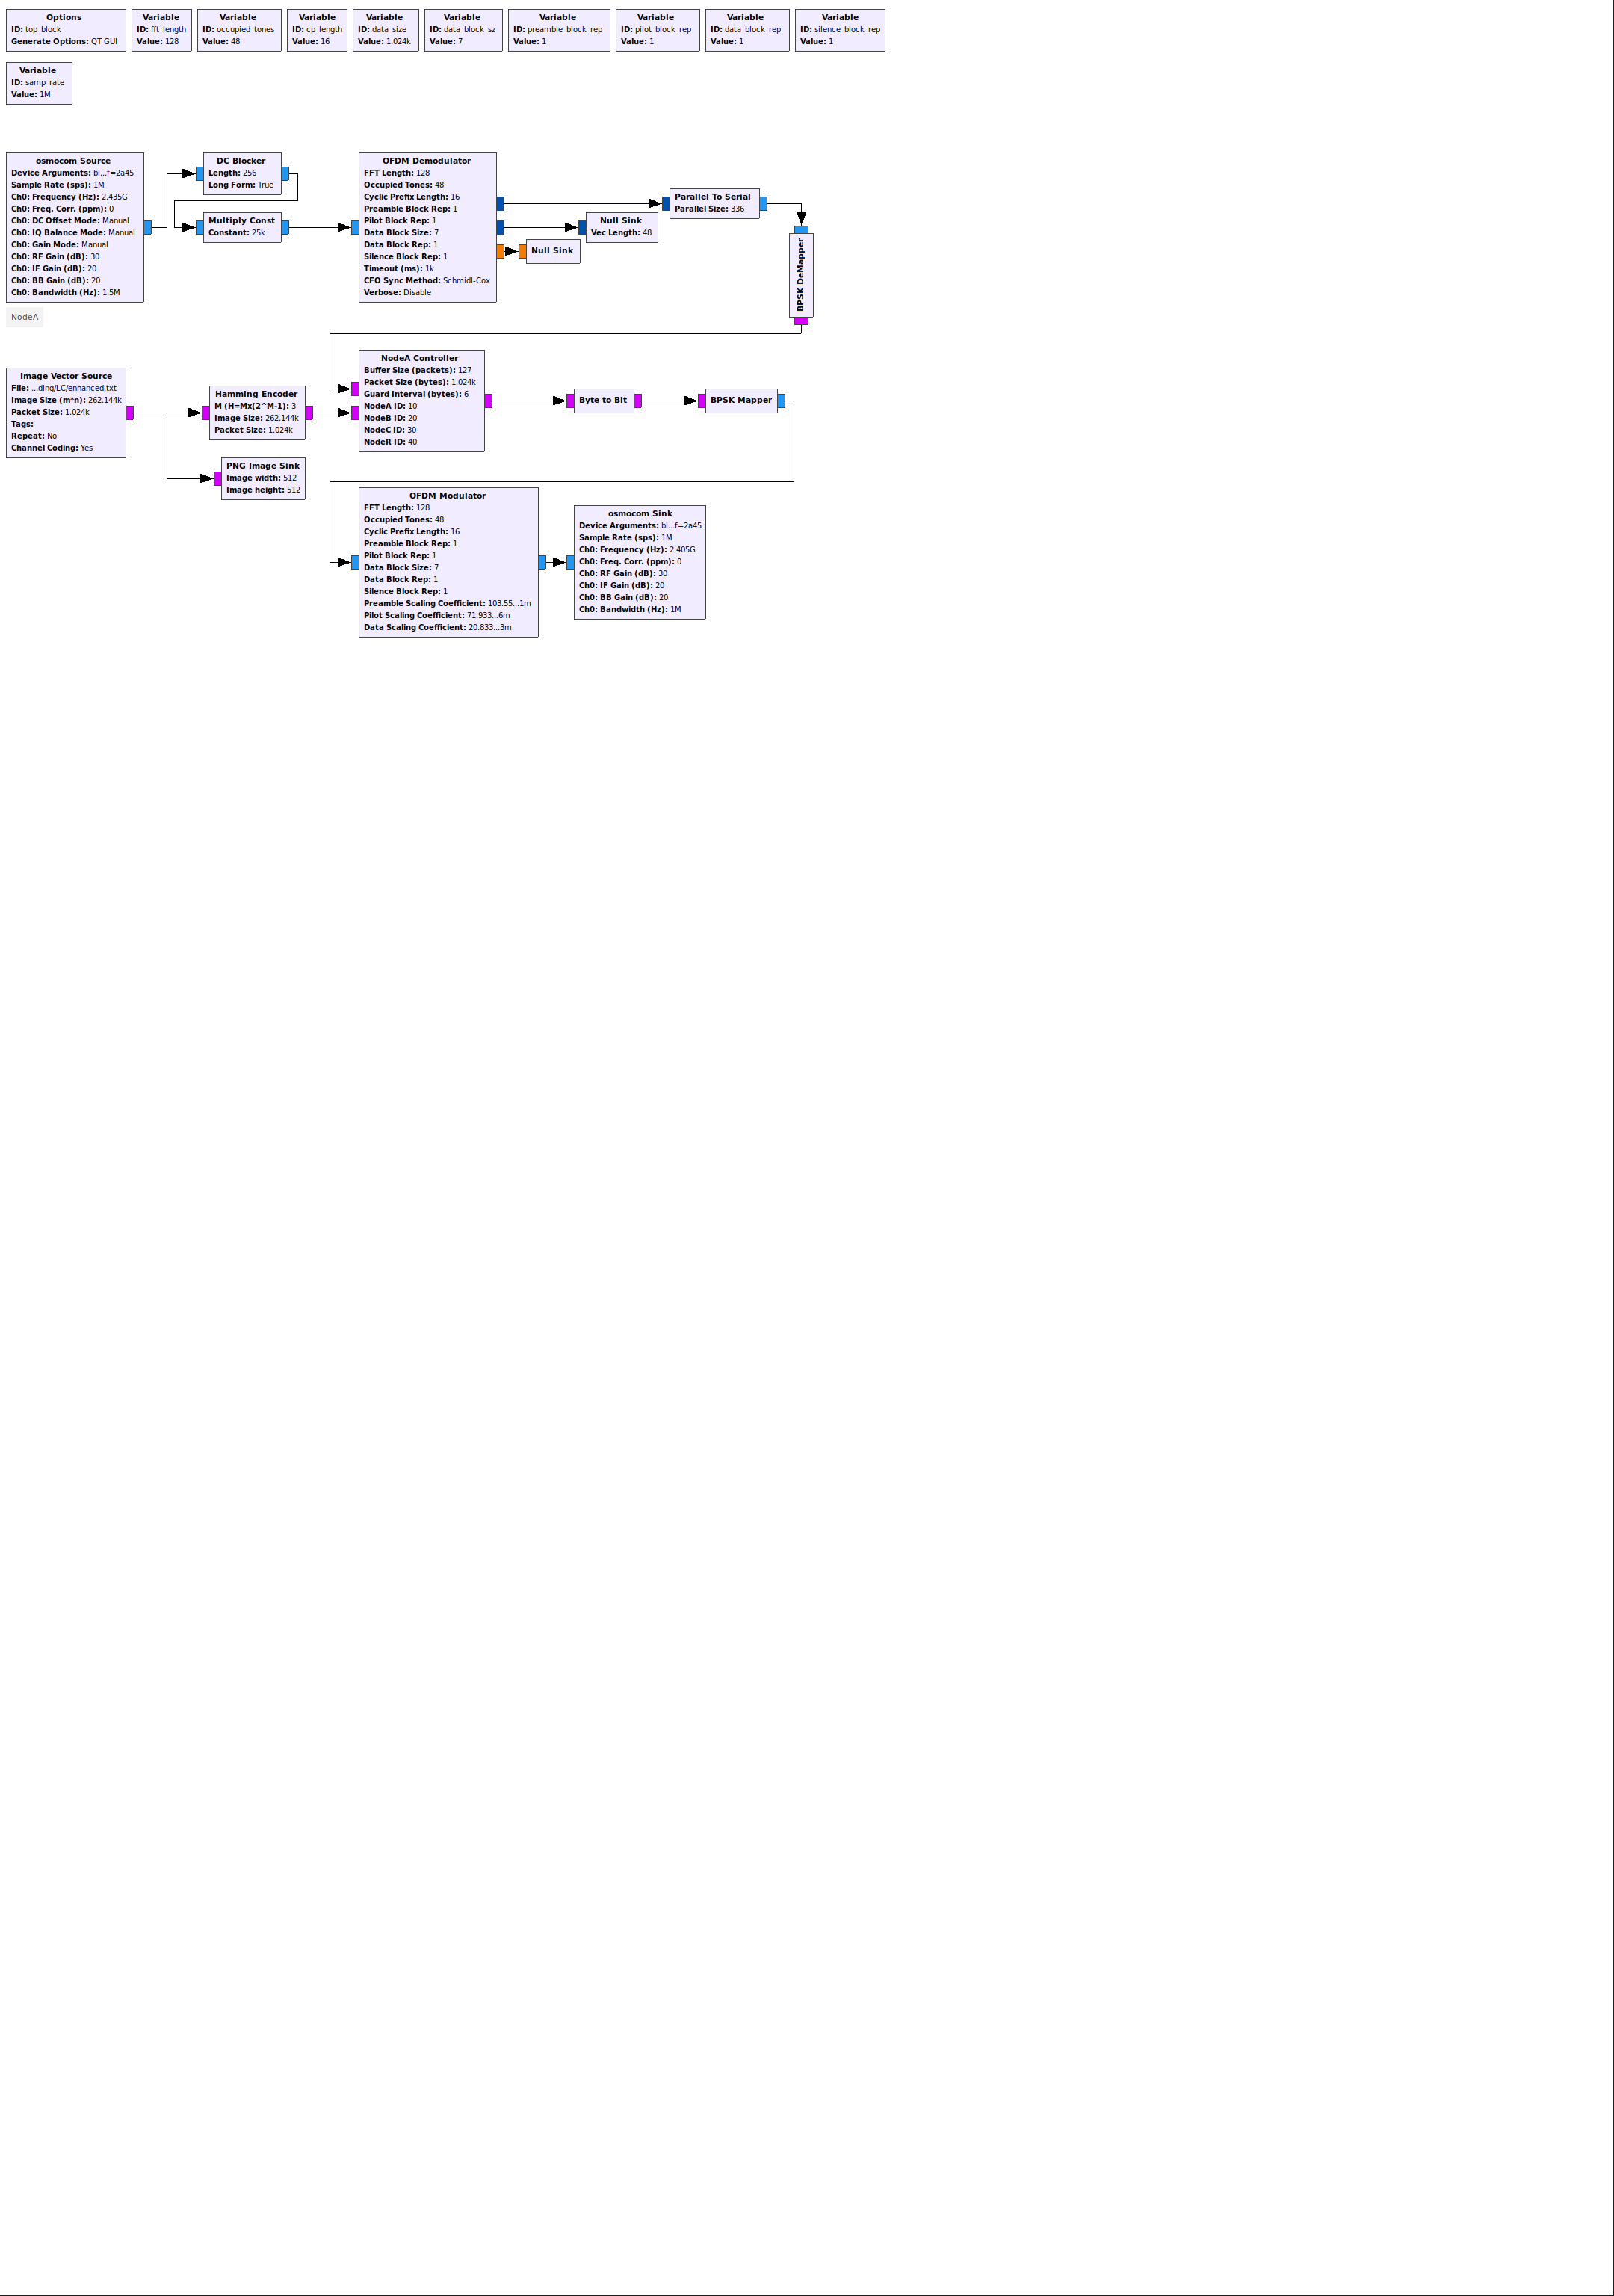 Options
ID: top_block
Generate Options: QT GUI
Variable
ID: fft_length
Value: 128
Variable
ID: occupied_tones
Value: 48
Variable
ID: cp_length
Value: 16
Variable
ID: data_size
Value: 1.024k
Variable
ID: data_block_sz
Value: 7
Variable
ID: preamble_block_rep
Value: 1
Variable
ID: pilot_block_rep
Value: 1
Variable
ID: data_block_rep
Value: 1
Variable
ID: silence_block_rep
Value: 1
Variable
ID: samp_rate
Value: 1M
osmocom Source
Device Arguments: bl...f=2a45
Sample Rate (sps): 1M
Ch0: Frequency (Hz): 2.435G
Ch0: Freq. Corr. (ppm): 0
Ch0: DC Offset Mode: Manual
Ch0: IQ Balance Mode: Manual
Ch0: Gain Mode: Manual
Ch0: RF Gain (dB): 30
Ch0: IF Gain (dB): 20
Ch0: BB Gain (dB): 20
Ch0: Bandwidth (Hz): 1.5M
DC Blocker
Length: 256
Long Form: True
Multiply Const
Constant: 25k
OFDM Demodulator
FFT Length: 128
Occupied Tones: 48
Cyclic Prefix Length: 16
Preamble Block Rep: 1
Pilot Block Rep: 1
Data Block Size: 7
Data Block Rep: 1
Silence Block Rep: 1
Timeout (ms): 1k
CFO Sync Method: Schmidl-Cox
Verbose: Disable
Parallel To Serial
Parallel Size: 336
Null Sink
Vec Length: 48
Null Sink
BPSK DeMapper
NodeA
Image Vector Source
File: ...ding/LC/enhanced.txt
Image Size (m*n): 262.144k
Packet Size: 1.024k
Tags:
Repeat: No
Channel Coding: Yes
Hamming Encoder
M (H=Mx(2^M-1): 3
Image Size: 262.144k
Packet Size: 1.024k
PNG Image Sink
Image width: 512
Image height: 512
NodeA Controller
Buffer Size (packets): 127
Packet Size (bytes): 1.024k
Guard Interval (bytes): 6
NodeA ID: 10
NodeB ID: 20
NodeC ID: 30
NodeR ID: 40
Byte to Bit
BPSK Mapper
OFDM Modulator
FFT Length: 128
Occupied Tones: 48
Cyclic Prefix Length: 16
Preamble Block Rep: 1
Pilot Block Rep: 1
Data Block Size: 7
Data Block Rep: 1
Silence Block Rep: 1
Preamble Scaling Coefficient: 103.55...1m
Pilot Scaling Coefficient: 71.933...6m
Data Scaling Coefficient: 20.833...3m
osmocom Sink
Device Arguments: bl...f=2a45
Sample Rate (sps): 1M
Ch0: Frequency (Hz): 2.405G
Ch0: Freq. Corr. (ppm): 0
Ch0: RF Gain (dB): 30
Ch0: IF Gain (dB): 20
Ch0: BB Gain (dB): 20
Ch0: Bandwidth (Hz): 1M